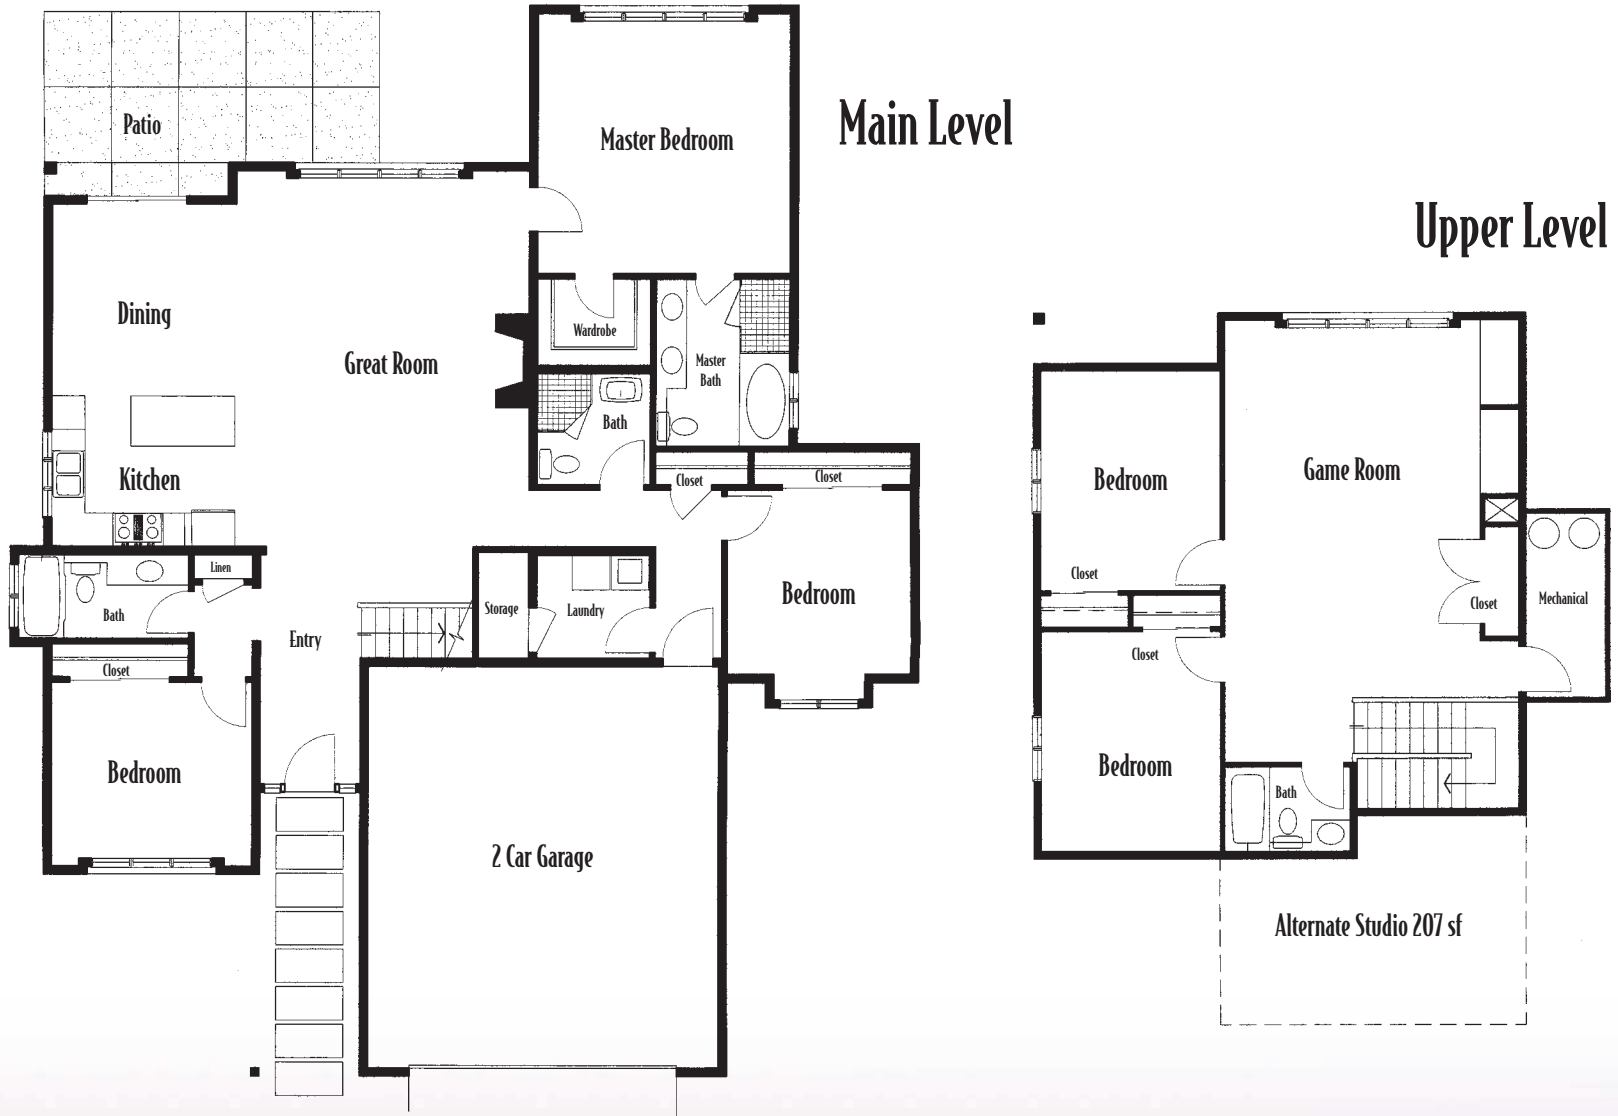 Main Level
Patio
Master Bedroom
Dining
Great Room
Wardrobe
Master
Bath
Bath
Kitchen
Closet
Closet
Linen
Bath
Entry
Storage
Laundry
Bedroom
Closet
Bedroom
2 Car Garage
Upper Level
Bedroom
Game Room
Closet
Closet
Mechanical
Closet
Bedroom
Bath
Alternate Studio 207 sf